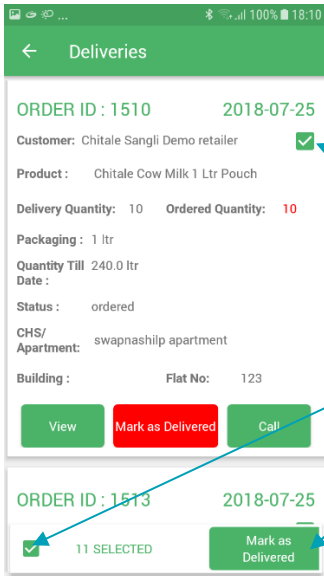 ... 100% 18:10
Deliveries
ORDER ID : 1510 2018-07-25
Customer: Chitale Sangli Demo retailer
Product : Chitale Cow Milk 1 Ltr Pouch
Delivery Quantity: 10 Ordered Quantity: 10
Packaging : 1 ltr
Quantity Till 240.0 ltr
Date :
Status : ordered
CHS/
Apartment: swapnashilp apartment
Building : Flat No: 123
View Mark as Delivered Call
ORDER ID : 1513 2018-07-25
11 SELECTED Mark as
Delivered